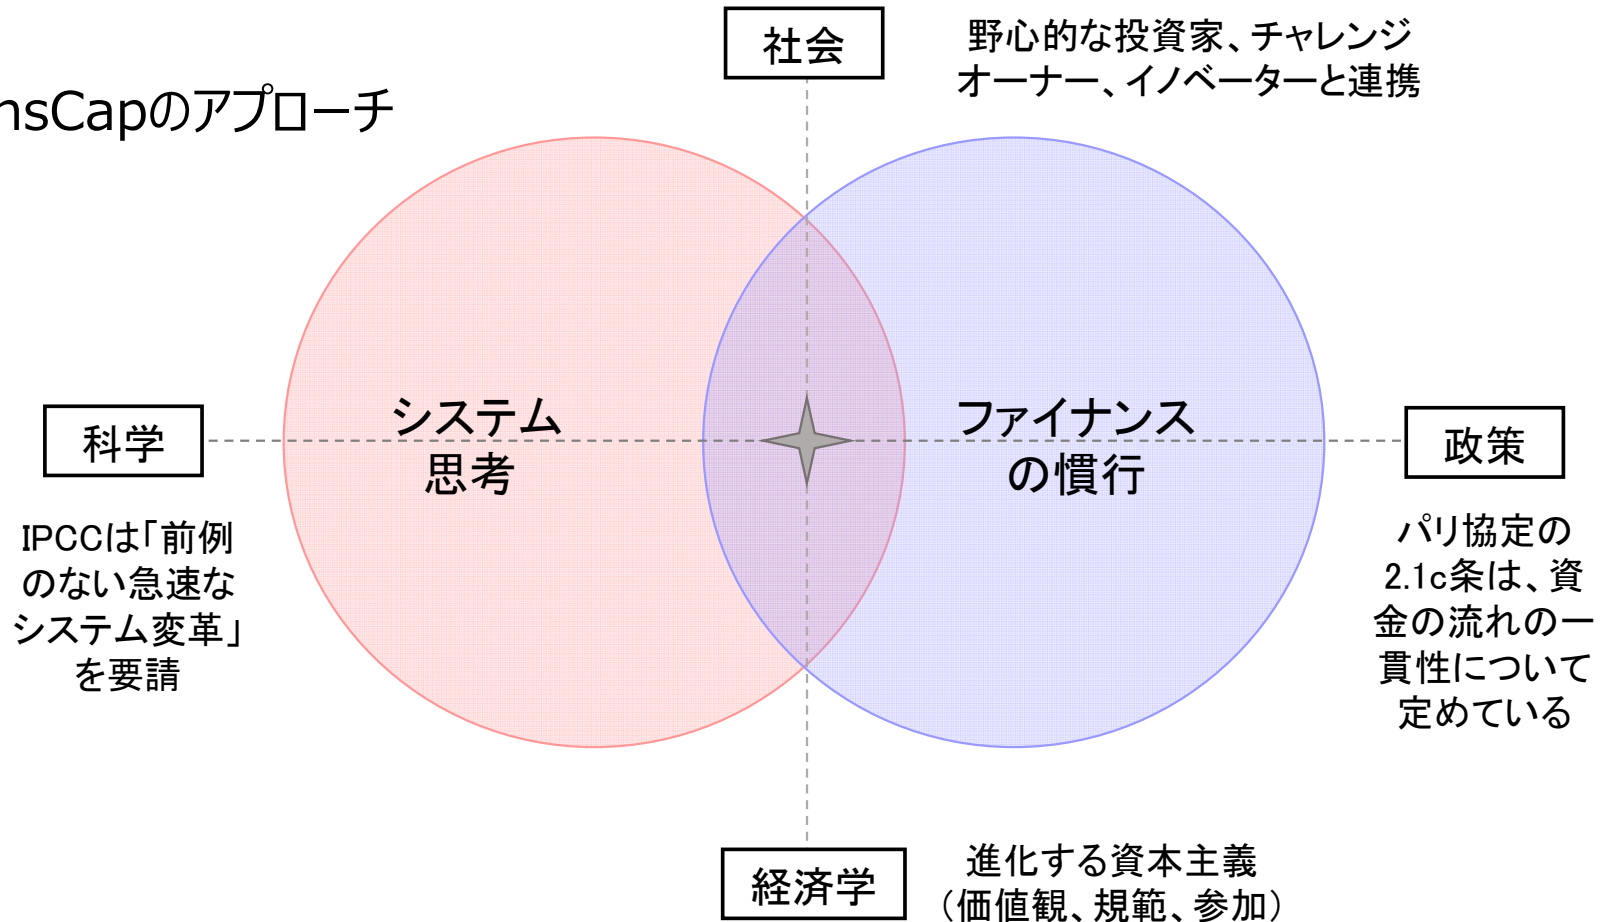 社会
野心的な投資家、チャレンジ
オーナー、イノベーターと連携
nsCapのアプローチ
システム
思考
ファイナンス
の慣行
科学
IPCCは「前例
のない急速な
システム変革」
を要請
政策
パリ協定の
2.1c条は、資
金の流れの一
貫性について
定めている
経済学
進化する資本主義
（価値観、規範、参加）